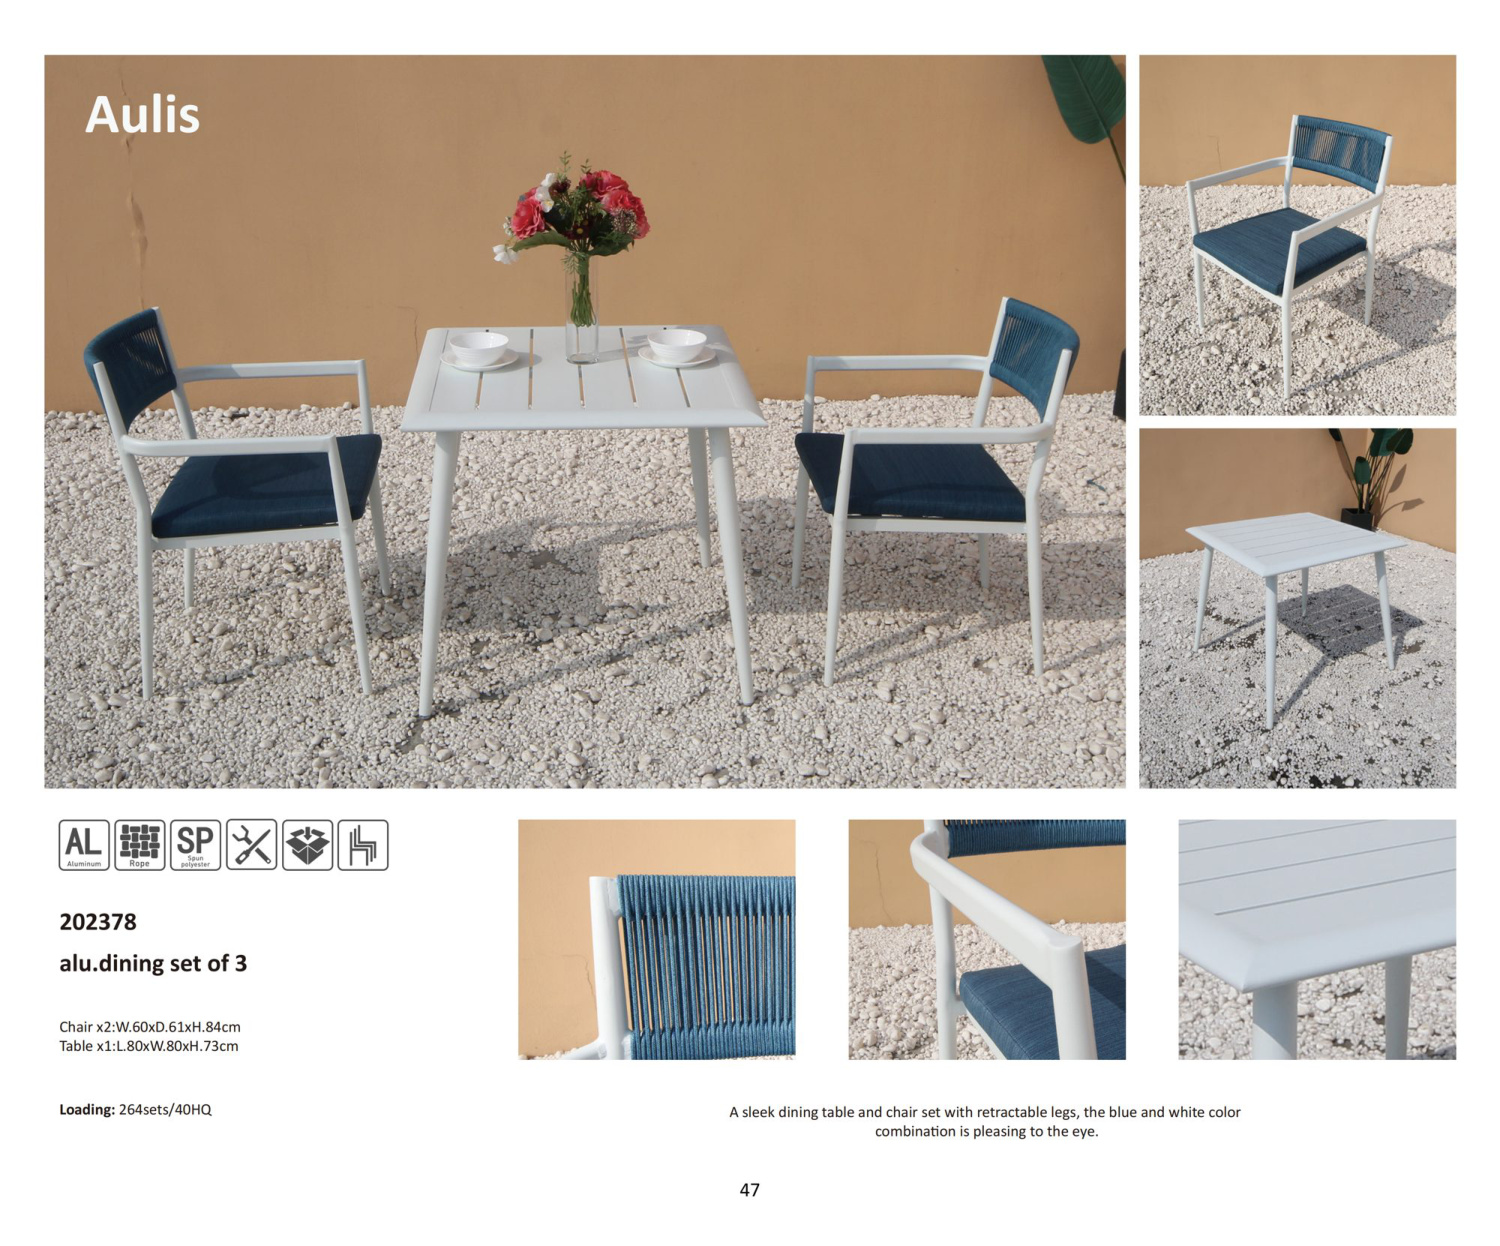 Aulis
AL
Aluminum
Rope
SP
Spun
polyester
202378
alu.dining set of 3
Chair x2:W.60xD.61xH.84cm
Table x1:L.80xW.80xH.73cm
Loading: 264sets/40HQ
A sleek dining table and chair set with retractable legs, the blue and white color
combination is pleasing to the eye.
47